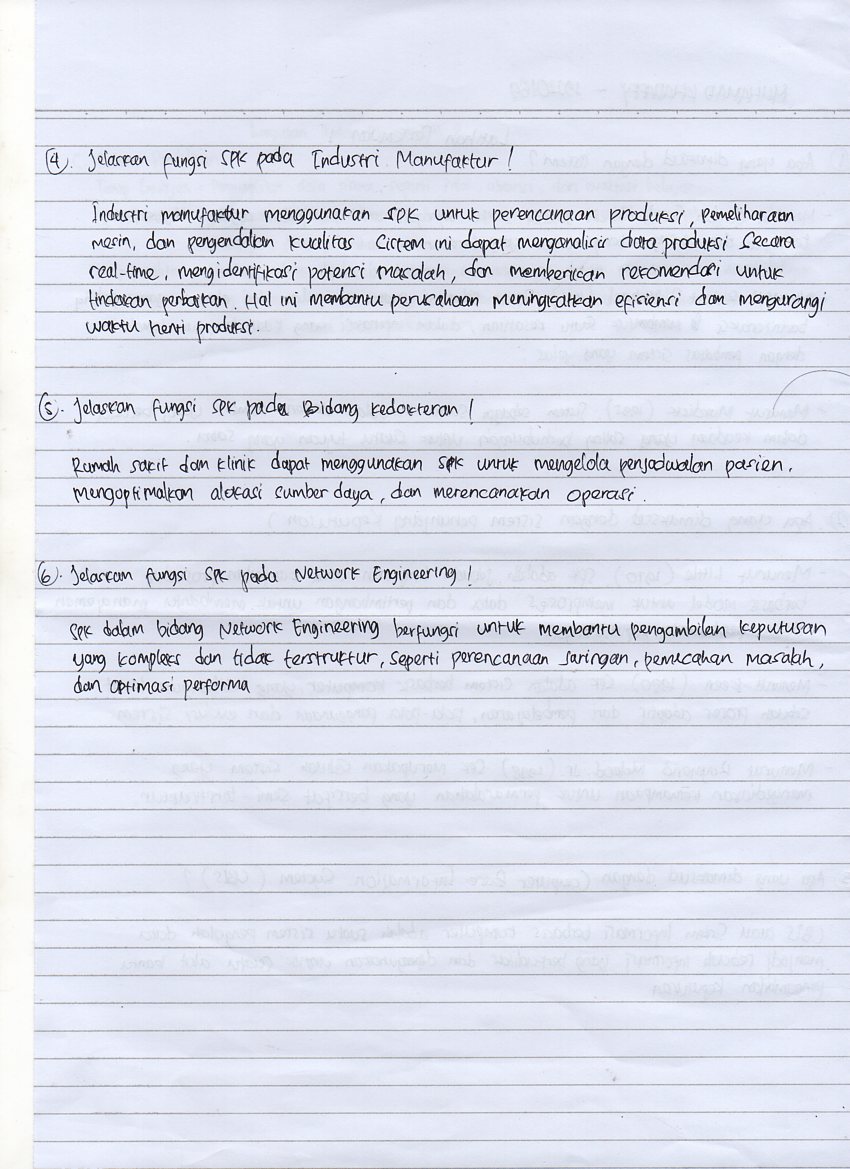 4. Jelaskan fungsi SPK pada Industri Manufaktur!
Industri manufaktur menggunakan SPK untuk perencanaan produksi, pemeliharaan
mesin, dan pengendalian kualitas Sistem ini dapat menganalisis data produksi secara
real-time, mengidentifikasi potensi masalah, dan memberikan rekomendasi untuk
tindakan perbaikan. Hal ini membantu perusahaan meningkatkan efisiensi dan mengurangi
waktu henti produksi.
5. Jelaskan fungsi SPK pada Bidang kedokteran!
Rumah sakit dan klinik dapat menggunakan SPK untuk mengelola penjadwalan pasien,
mengoptimalkan alokasi sumber daya, dan merencanakan operasi.
6. Jelaskan fungsi SPK pada Network Engineering!
SPK dalam bidang Network Engineering berfungsi untuk membantu pengambilan keputusan
yang kompleks dan tidak terstruktur, seperti perencanaan jaringan, pemecahan masalah,
dan optimasi performa